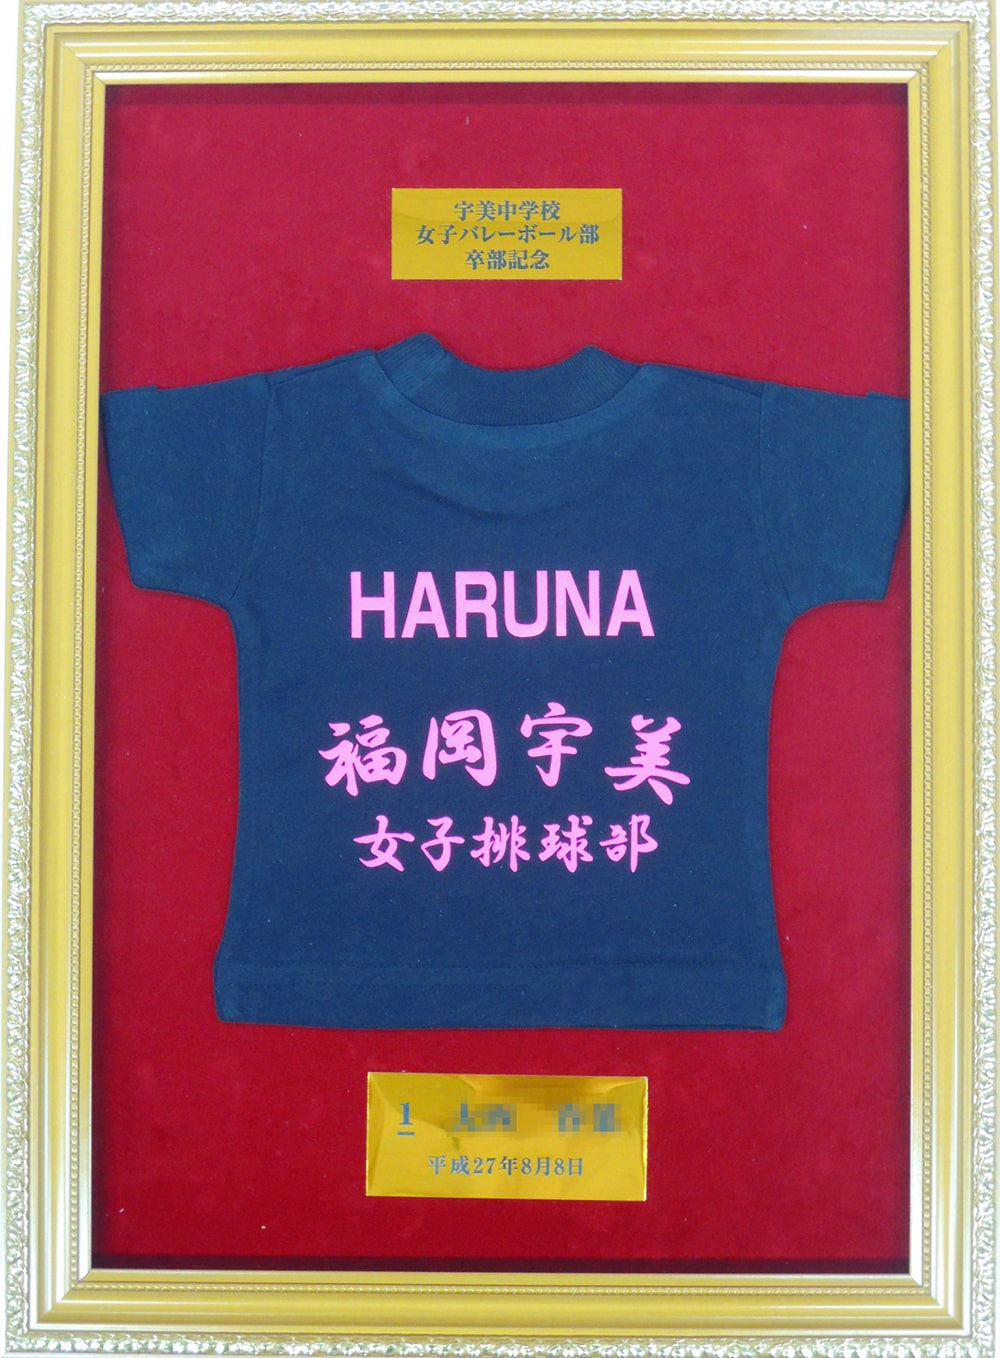 宇美中学校
女子バレーボール部
卒部記念
HARUNA
福岡宇美
女子排球部
1
平成27年8月8日